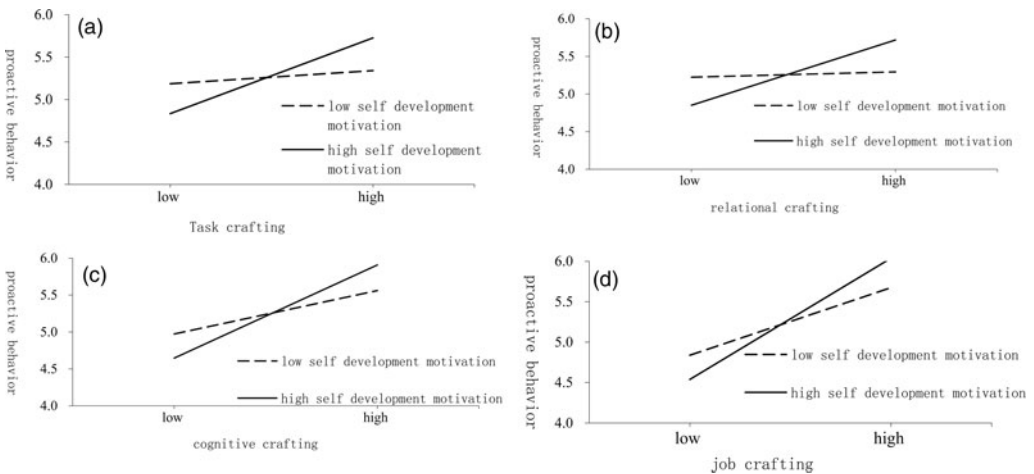 (a)
proactive behavior
6.0
5.5
5.0
4.5
4.0
low self development
motivation
high self development
motivation
low
high
Task crafting
(b)
proactive behavior
6.0
5.5
5.0
4.5
4.0
low self development motivation
high self development motivation
low
high
relational crafting
(c)
proactive behavior
6.0
5.5
5.0
4.5
4.0
low self development motivation
high self development motivation
low
high
cognitive crafting
(d)
proactive behavior
6.0
5.5
5.0
4.5
4.0
low self development motivation
high self development motivation
low
high
job crafting